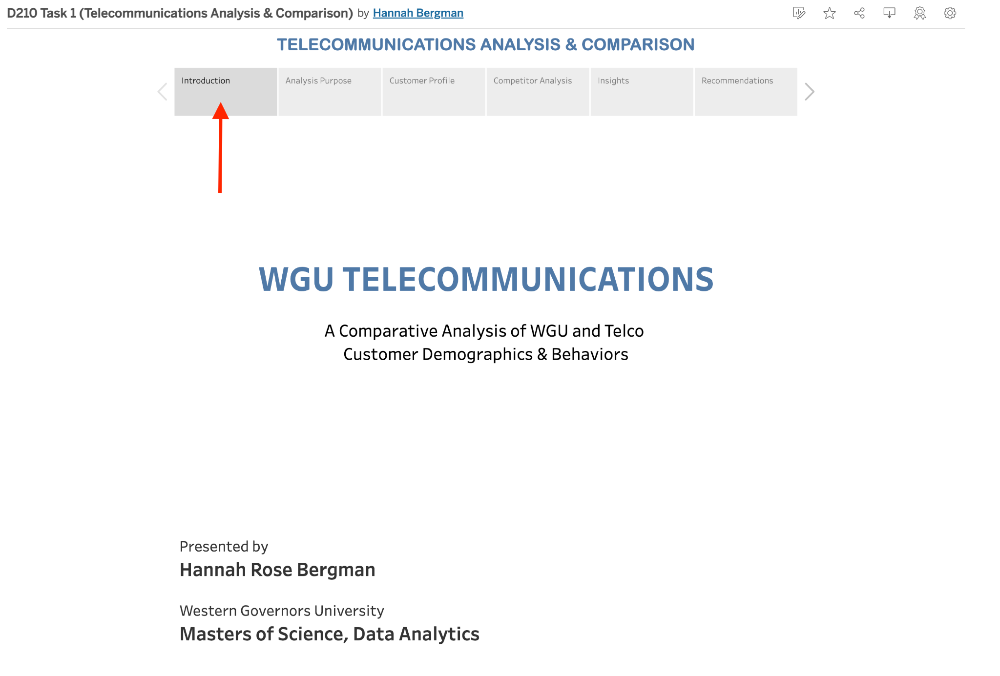 D210 Task 1 (Telecommunications Analysis & Comparison) by Hannah Bergman
TELECOMMUNICATIONS ANALYSIS & COMPARISON
Introduction
Analysis Purpose
Customer Profile
Competitor Analysis
Insights
Recommendations
WGU TELECOMMUNICATIONS
A Comparative Analysis of WGU and Telco
Customer Demographics & Behaviors
Presented by
Hannah Rose Bergman
Western Governors University
Masters of Science, Data Analytics